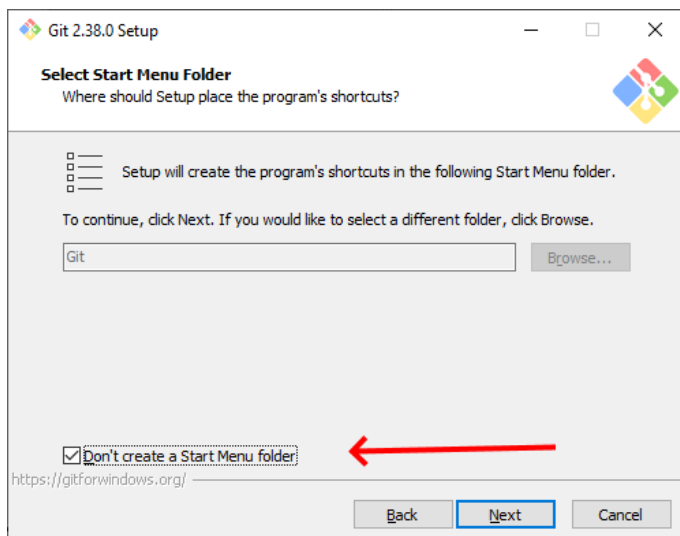 Git 2.38.0 Setup
Select Start Menu Folder
Where should Setup place the program's shortcuts?
Setup will create the program's shortcuts in the following Start Menu folder.
To continue, click Next. If you would like to select a different folder, click Browse.
Git
Browse...
Don't create a Start Menu folder
https://gitforwindows.org/
Back
Next
Cancel